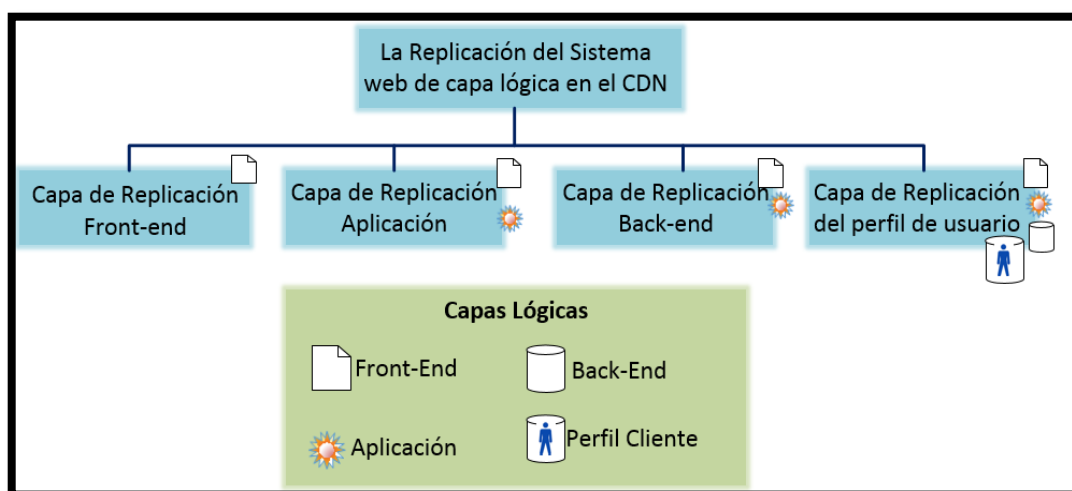 La Replicación del Sistema
web de capa lógica en el CDN
Capa de Replicación
Front-end
Capa de Replicación
Aplicación
Capa de Replicación
Back-end
Capa de Replicación
del perfil de usuario
Capas Lógicas
Front-End
Back-End
Aplicación
Perfil Cliente